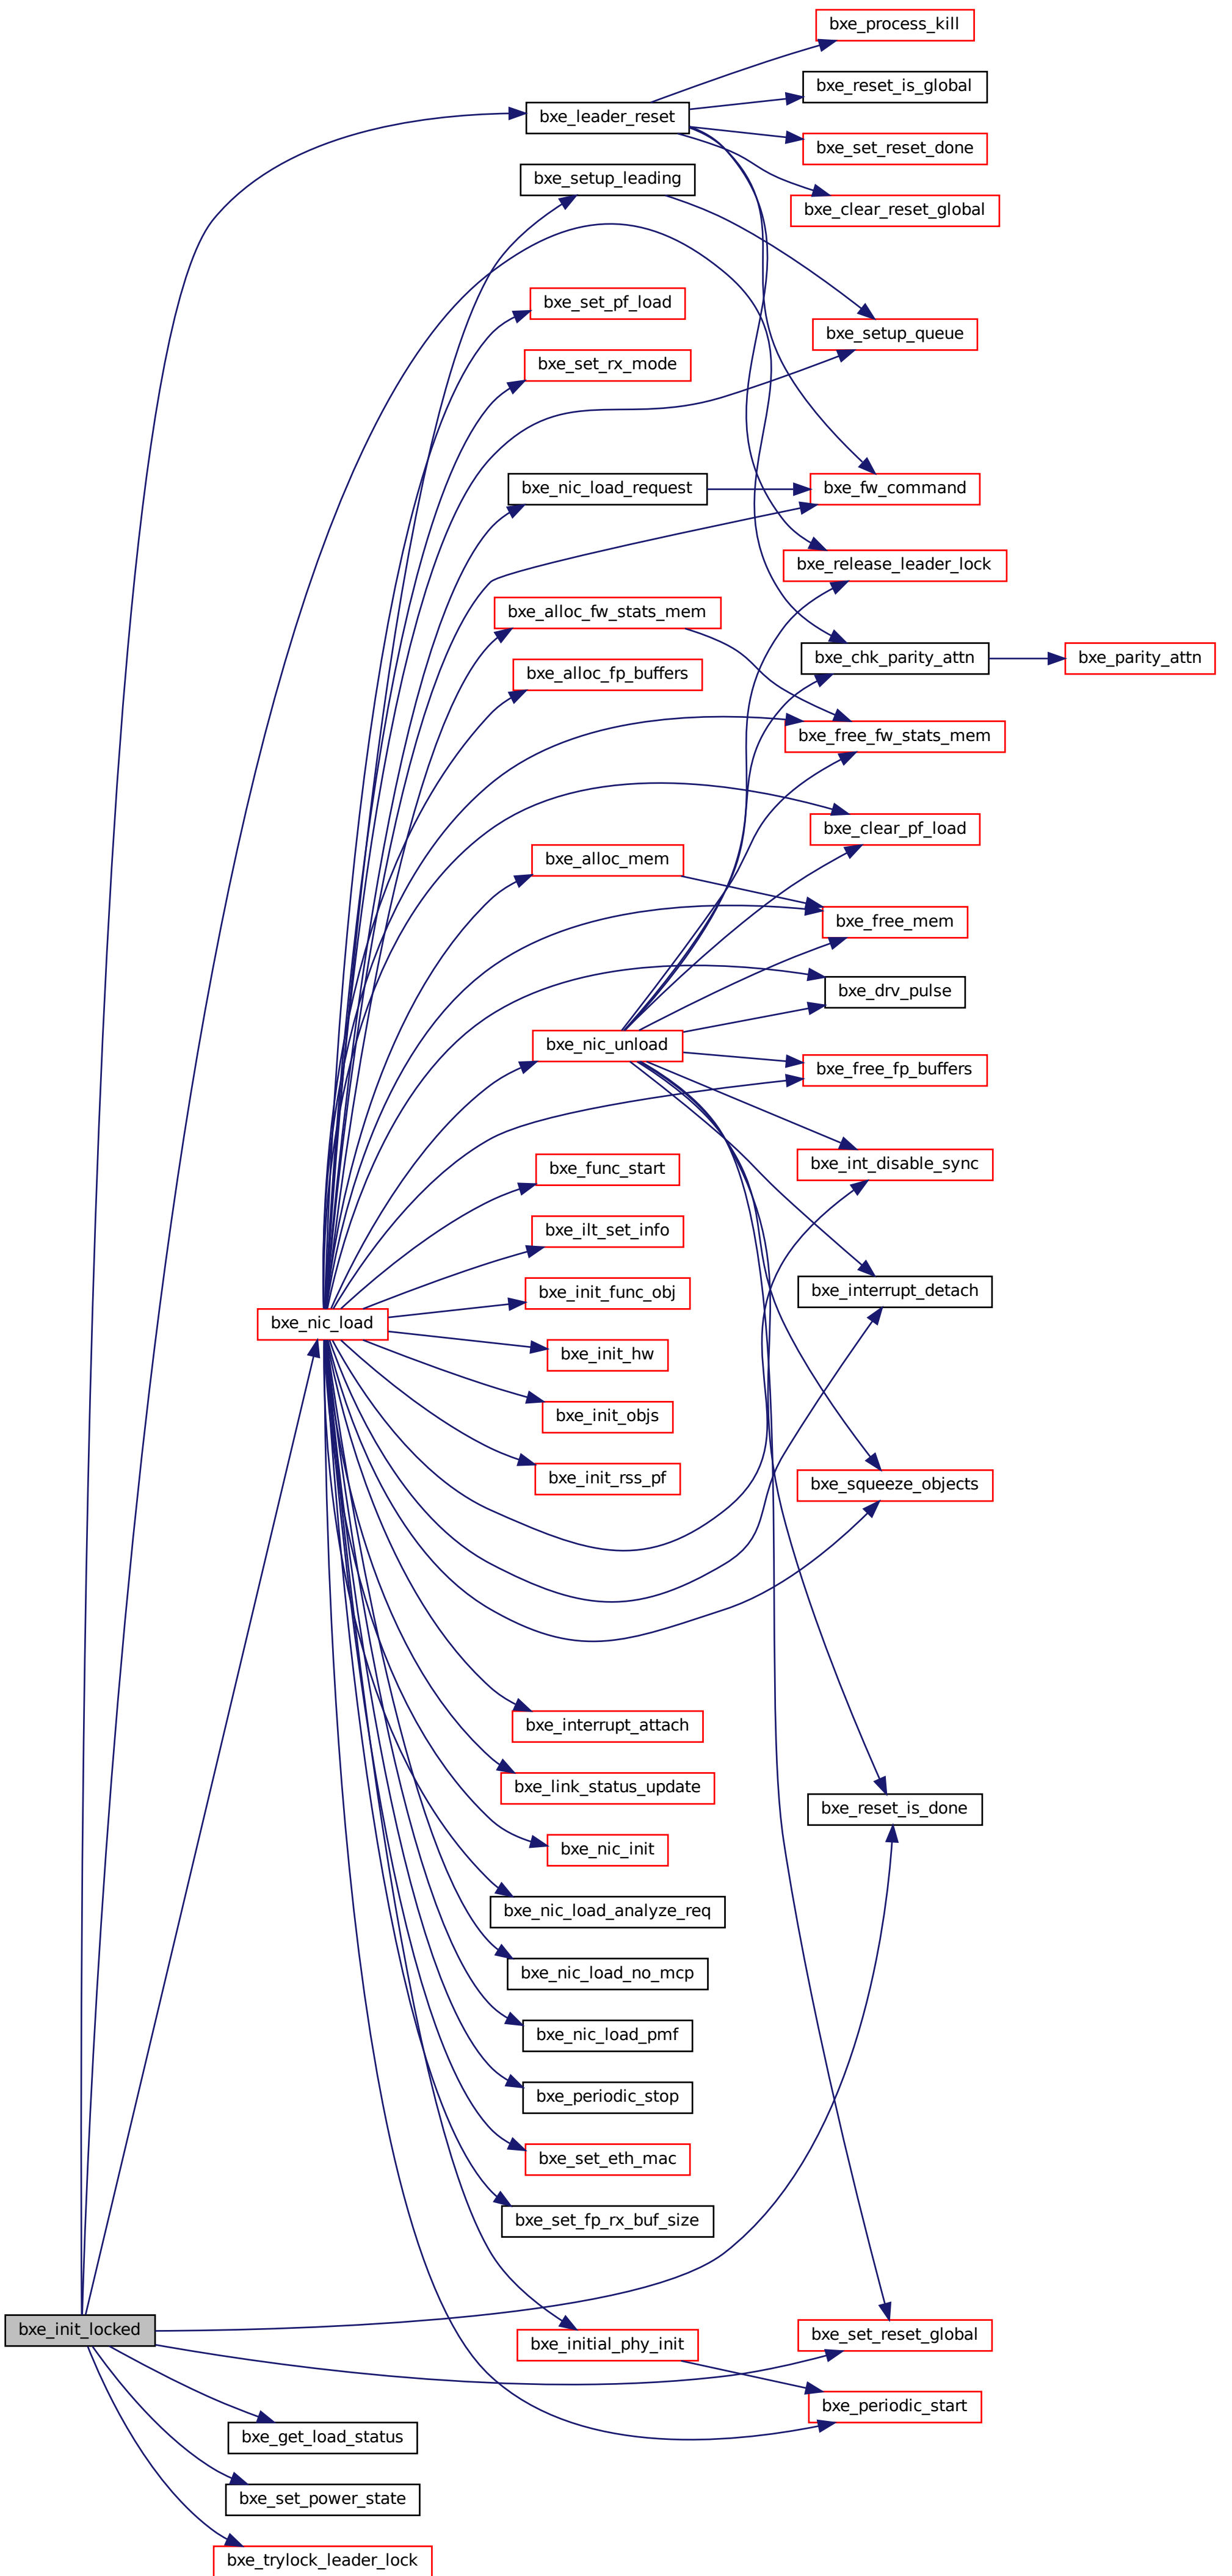 bxe_process_kill
bxe_reset_is_global
bxe_leader_reset
bxe_set_reset_done
bxe_setup_leading
bxe_clear_reset_global
bxe_set_pf_load
bxe_setup_queue
bxe_set_rx_mode
bxe_nic_load_request
bxe_fw_command
bxe_release_leader_lock
bxe_alloc_fw_stats_mem
bxe_chk_parity_attn
bxe_parity_attn
bxe_alloc_fp_buffers
bxe_free_fw_stats_mem
bxe_clear_pf_load
bxe_alloc_mem
bxe_free_mem
bxe_drv_pulse
bxe_nic_unload
bxe_free_fp_buffers
bxe_func_start
bxe_int_disable_sync
bxe_ilt_set_info
bxe_init_func_obj
bxe_interrupt_detach
bxe_nic_load
bxe_init_hw
bxe_init_objs
bxe_init_rss_pf
bxe_squeeze_objects
bxe_interrupt_attach
bxe_link_status_update
bxe_reset_is_done
bxe_nic_init
bxe_nic_load_analyze_req
bxe_nic_load_no_mcp
bxe_nic_load_pmf
bxe_periodic_stop
bxe_set_eth_mac
bxe_set_fp_rx_buf_size
bxe_init_locked
bxe_initial_phy_init
bxe_set_reset_global
bxe_periodic_start
bxe_get_load_status
bxe_set_power_state
bxe_trylock_leader_lock